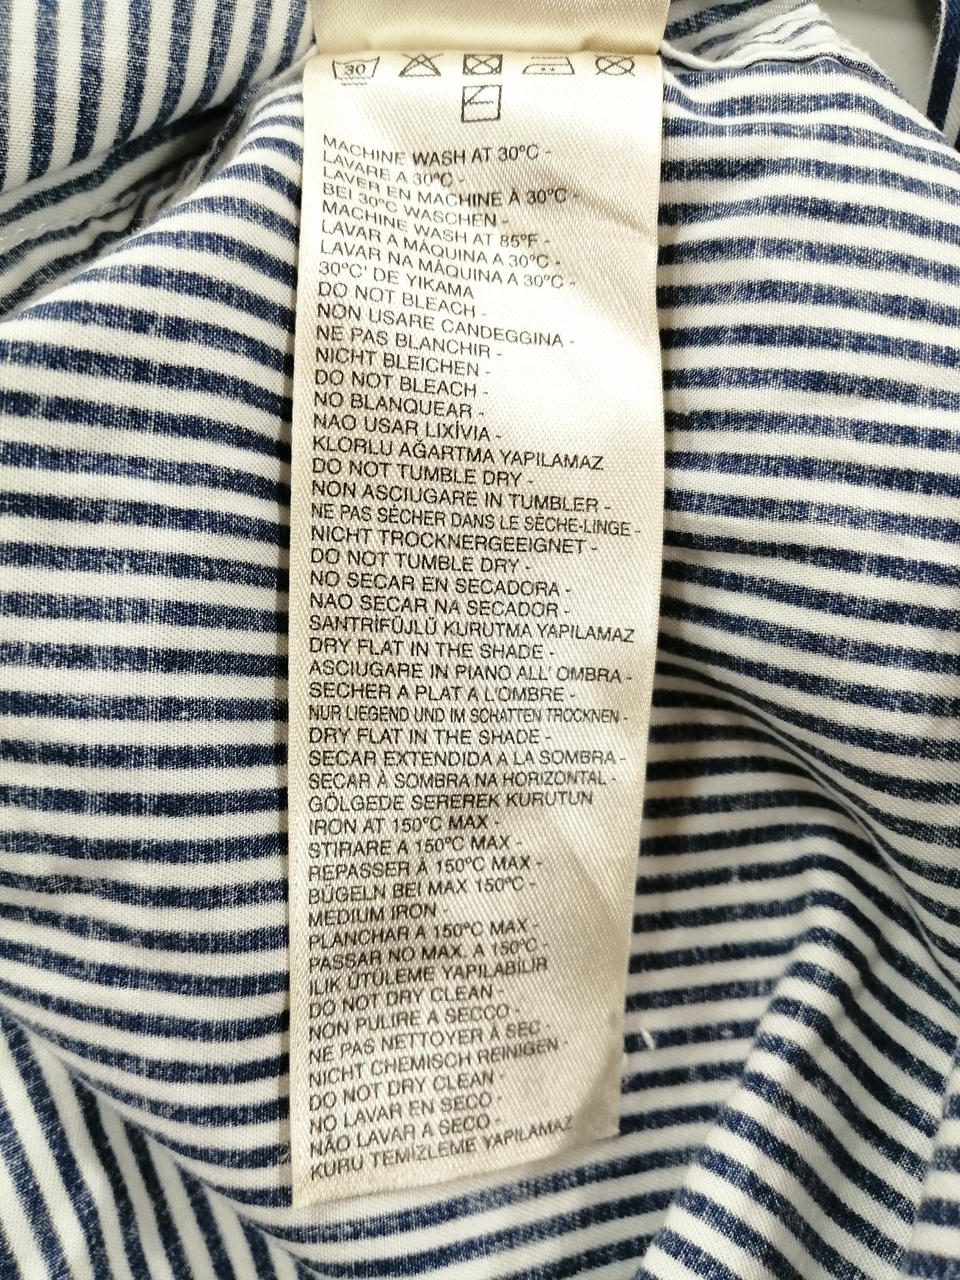 30
MACHINE WASH AT 30°C -
LAVARE A 30°C -
LAVER EN MACHINE À 30°C -
BEI 30°C WASCHEN -
MACHINE WASH AT 85°F -
LAVAR A MÁQUINA A 30°C -
LAVAR NA MÁQUINA A 30°C -
30°C' DE YIKAMA
DO NOT BLEACH -
NON USARE CANDEGGINA -
NE PAS BLANCHIR -
NICHT BLEICHEN -
DO NOT BLEACH -
NO BLANQUEAR -
NAO USAR LIXÍVIA -
KLORLU AĞARTMA YAPILAMAZ
DO NOT TUMBLE DRY -
NON ASCIUGARE IN TUMBLER -
NE PAS SÉCHER DANS LE SÈCHE-LINGE -
NICHT TROCKNERGEEIGNET -
DO NOT TUMBLE DRY -
NO SECAR EN SECADORA -
NAO SECAR NA SECADOR -
SANTRİFÜJLÜ KURUTMA YAPILAMAZ
DRY FLAT IN THE SHADE -
ASCIUGARE IN PIANO ALL' OMBRA -
SECHER A PLAT A L'OMBRE -
NUR LIEGEND UND IM SCHATTEN TROCKNEN -
DRY FLAT IN THE SHADE -
SECAR EXTENDIDA A LA SOMBRA -
SECAR À SOMBRA NA HORIZONTAL -
GÖLGEDE SEREREK KURUTUN
IRON AT 150°C MAX -
STIRARE A 150°C MAX -
REPASSER À 150°C MAX -
BÜGELN BEI MAX 150°C -
MEDIUM IRON -
PLANCHAR A 150°C MAX -
PASSAR NO MAX. A 150°C -
ILIK ÜTÜLEME YAPILABİLİR
DO NOT DRY CLEAN -
NON PULIRE A SECCO -
NE PAS NETTOYER À SEC -
NICHT CHEMISCH REINIGEN -
DO NOT DRY CLEAN -
NO LAVAR EN SECO -
NÃO LAVAR A SECO -
KURU TEMİZLEME YAPILAMAZ